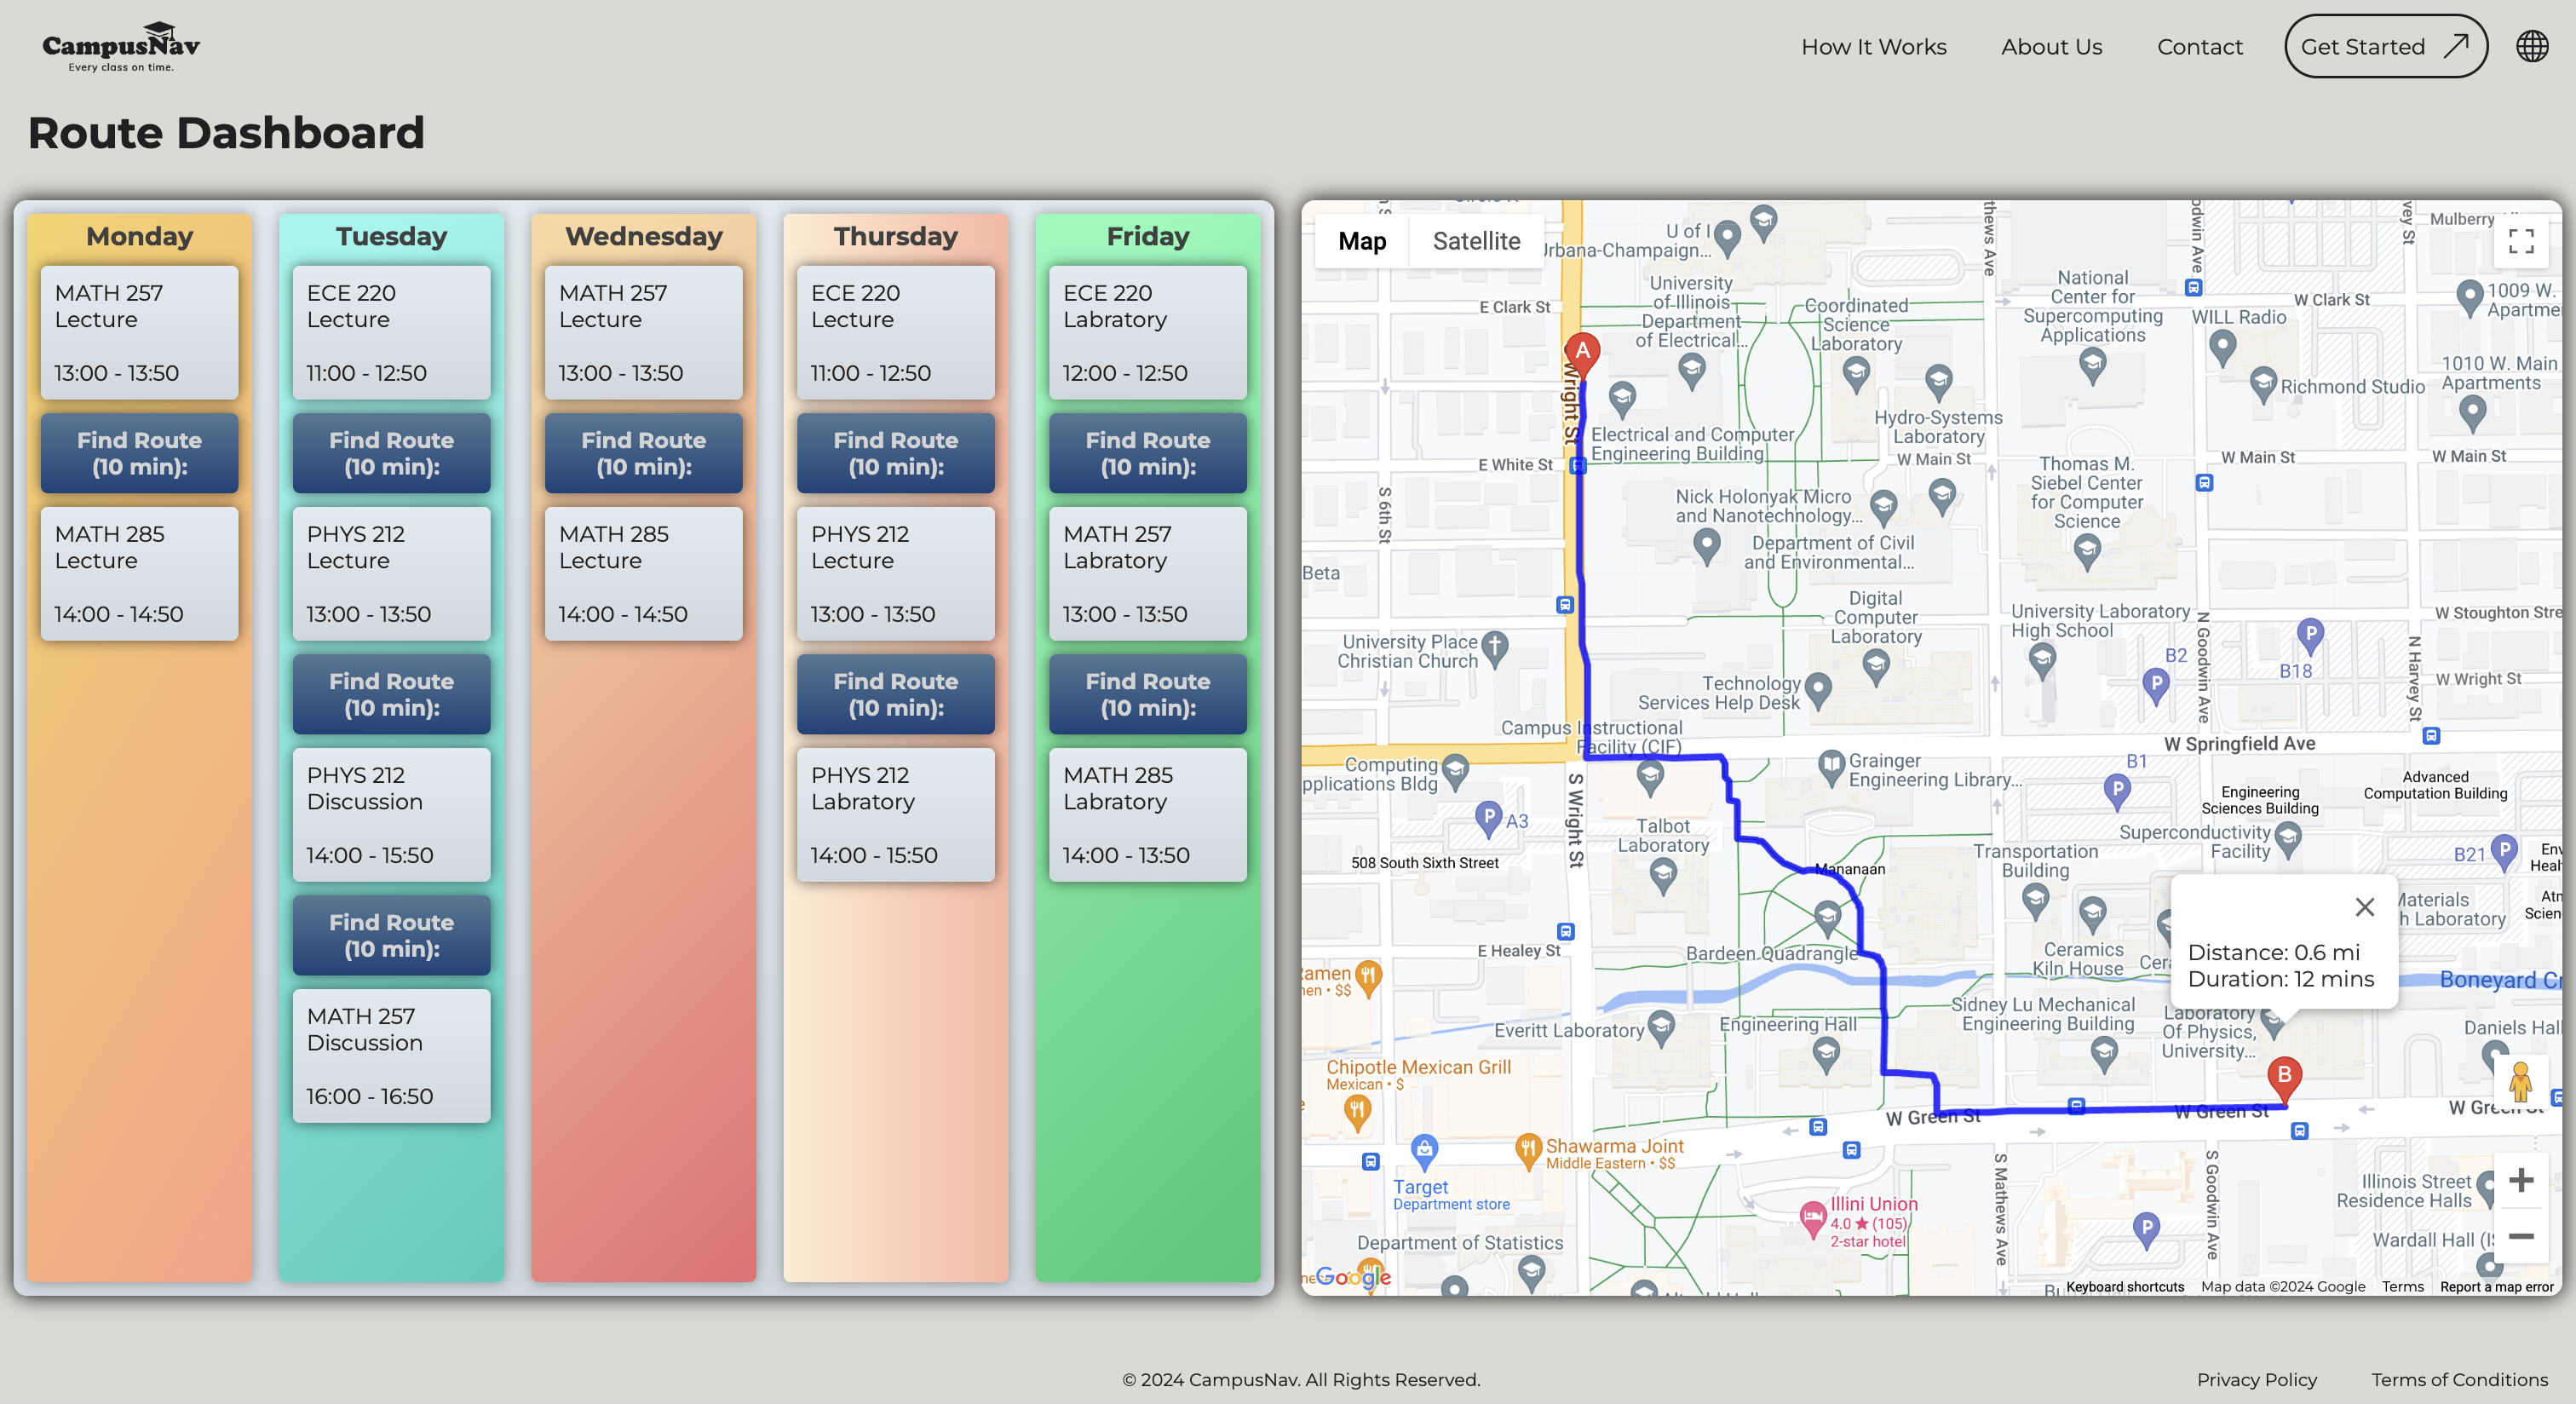 CampusNav
Every class on time.
How It Works
About Us
Contact
Get Started
Route Dashboard
Monday
MATH 257
Lecture
13:00 - 13:50
Find Route
(10 min):
MATH 285
Lecture
14:00 - 14:50
Tuesday
ECE 220
Lecture
11:00 - 12:50
Find Route
(10 min):
PHYS 212
Lecture
13:00 - 13:50
Find Route
(10 min):
PHYS 212
Discussion
14:00 - 15:50
Find Route
(10 min):
MATH 257
Discussion
16:00 - 16:50
Wednesday
MATH 257
Lecture
13:00 - 13:50
Find Route
(10 min):
MATH 285
Lecture
14:00 - 14:50
Thursday
ECE 220
Lecture
11:00 - 12:50
Find Route
(10 min):
PHYS 212
Lecture
13:00 - 13:50
Find Route
(10 min):
PHYS 212
Labratory
14:00 - 15:50
Friday
ECE 220
Labratory
12:00 - 12:50
Find Route
(10 min):
MATH 257
Labratory
13:00 - 13:50
Find Route
(10 min):
MATH 285
Labratory
14:00 - 13:50
Map
Satellite
U of I
Urbana-Champaign...
University
of Illinois
Department
of Electrical...
Coordinated
Science
Laboratory
National
Center for
Supercomputing
Applications
Mulberry
E Clark St
W Clark St
WILL Radio
1009 W.
1010 W. Main
Apartments
Richmond Studio
A
Wright St
Electrical and Computer
Engineering Building
Hydro-Systems
Laboratory
E White St
W Main St
W Main St
W Main St
S 6th St
Nick Holonyak Micro
and Nanotechnology...
Thomas M.
Siebel Center
for Computer
Science
Department of Civil
and Environmental...
Beta
Digital
Computer
Laboratory
University Laboratory
High School
N Goodwin Ave
N Harvey St
W Stoughton
University Place
Christian Church
P
B2
P
B18
P
W Wright St
Technology
Services Help Desk
Campus Instructional
Facility (CIF)
W Springfield Ave
Computing
Bldg
Grainger
Engineering Library...
B1
P
Engineering
Sciences Building
Advanced
Computation Building
S Wright St
P
A3
Talbot
Laboratory
Superconductivity
Facility
B21
P
508 South Sixth Street
Mananaan
Transportation
Building
Materials
Laboratory
E Healey St
Bardeen Quadrangle
Ceramics
Kiln House
Distance: 0.6 mi
Duration: 12 mins
Boneyard
Ramen
$$
Everitt Laboratory
Engineering Hall
Sidney Lu Mechanical
Engineering Building
Laboratory
Of Physics,
University...
Daniels Hall
Chipotle Mexican Grill
Mexican • $
B
W Green St
W Green St
Shawarma Joint
Middle Eastern • $$
Target
Department store
S Mathews Ave
S Goodwin Ave
Illini Union
4.0 ★ (105)
2-star hotel
P
Illinois Street
Residence Halls
Department of Statistics
Wardall Hall
Google
Keyboard shortcuts
Map data ©2024 Google
Terms
Report a map error
© 2024 CampusNav. All Rights Reserved.
Privacy Policy
Terms of Conditions